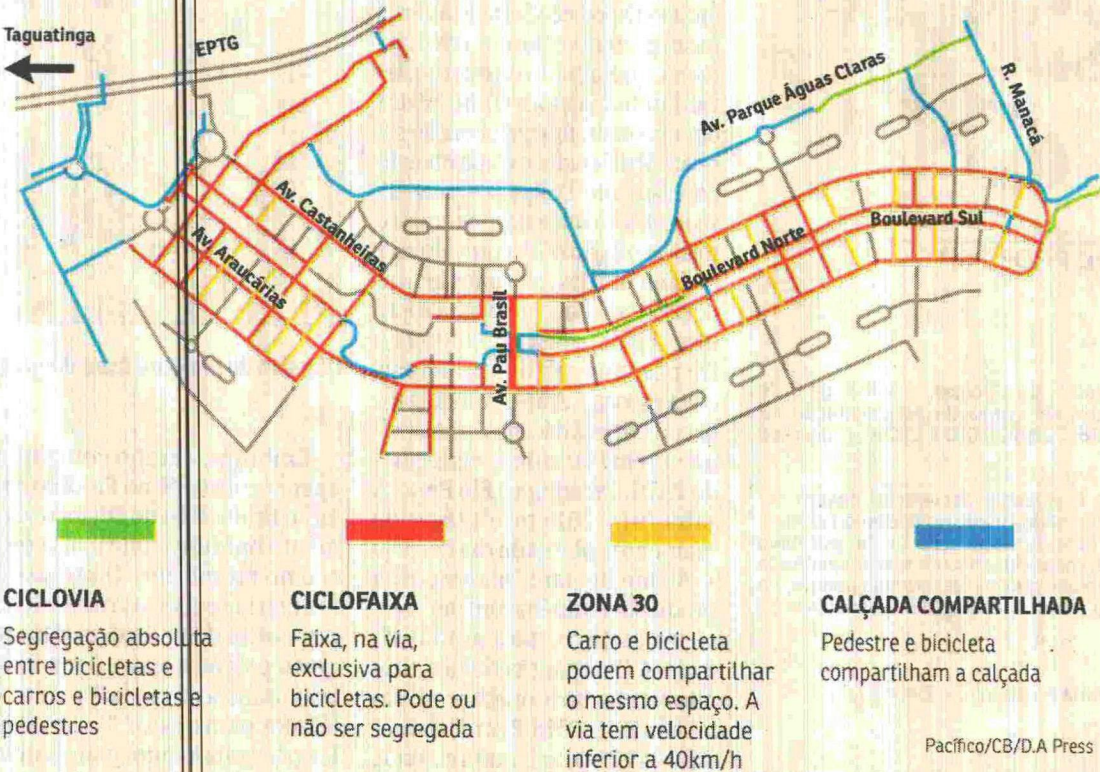 Taguatinga
EPTG
Av. Castanheiras
Av. Araucárias
Av. Pau Brasil
Av. Parque Águas Claras
R. Manacá
Boulevard Norte
Boulevard Sul
CICLOVIA
Segregação absoluta
entre bicicletas e
carros e bicicletas e
pedestres
CICLOFAIXA
Faixa, na via,
exclusiva para
bicicletas. Pode ou
não ser segregada
ZONA 30
Carro e bicicleta
podem compartilhar
o mesmo espaço. A
via tem velocidade
inferior a 40km/h
CALÇADA COMPARTILHADA
Pedestre e bicicleta
compartilham a calçada
Pacífico/CB/D.A Press